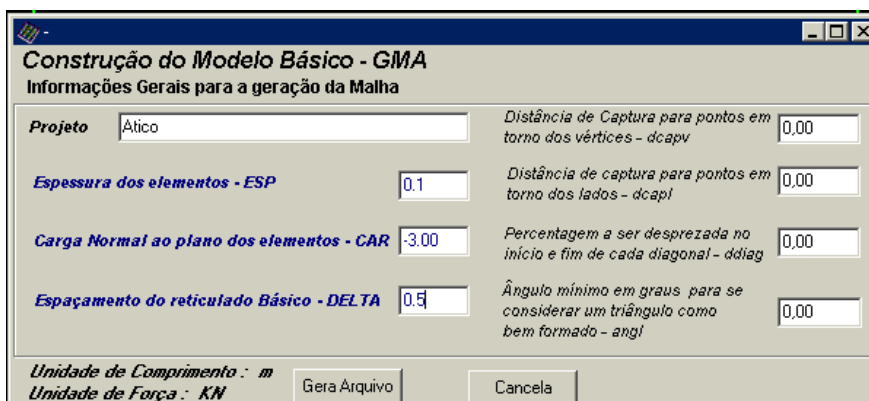 -
Construção do Modelo Básico - GMA
Informações Gerais para a geração da Malha
Projeto Atico
Espessura dos elementos - ESP 0.1
Carga Normal ao plano dos elementos - CAR -3.00
Espaçamento do reticulado Básico - DELTA 0.5
Distância de Captura para pontos em
torno dos vértices - dcapv 0,00
Distância de captura para pontos em
torno dos lados - dcapl 0,00
Percentagem a ser desprezada no
início e fim de cada diagonal - ddiag 0,00
Ângulo mínimo em graus para se
considerar um triângulo como
bem formado - angl 0,00
Unidade de Comprimento : m
Unidade de Força : KN
Gera Arquivo Cancela